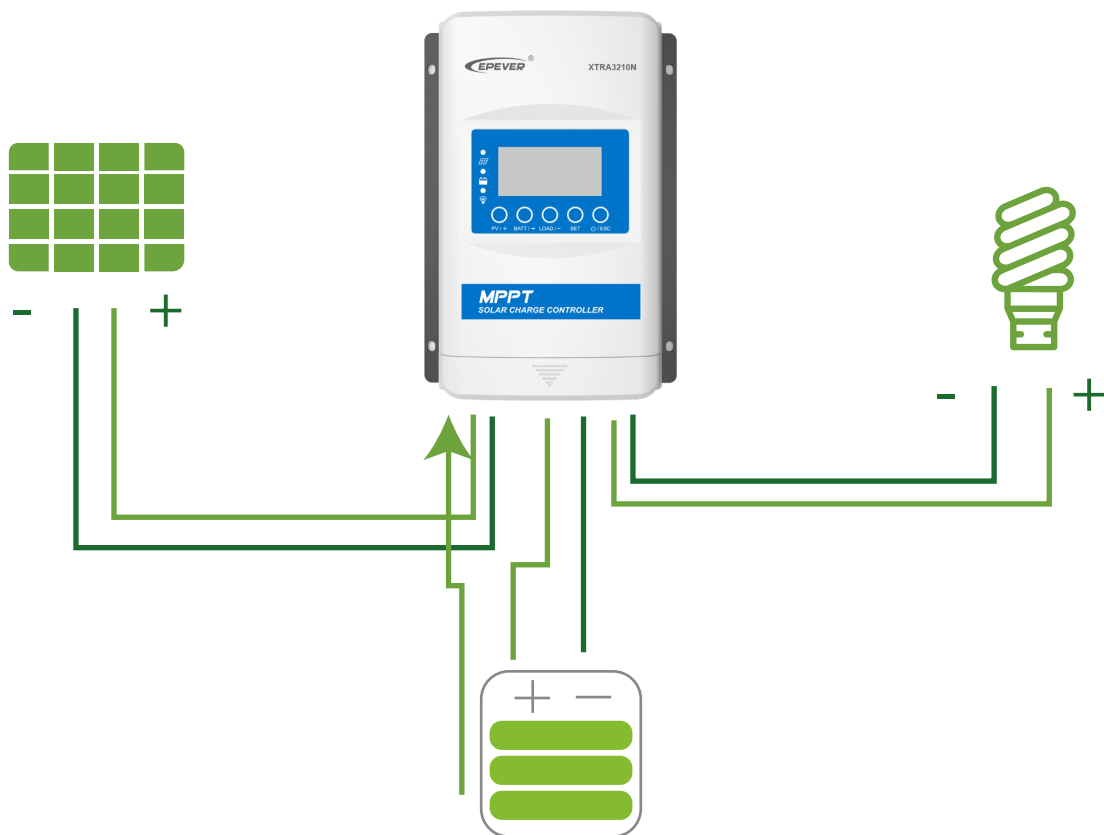 EPEVER ®
XTRA3210N
PV / + BATT / → LOAD / − SET ⏻ / ESC
MPPT
SOLAR CHARGE CONTROLLER
- +
- +
+ −